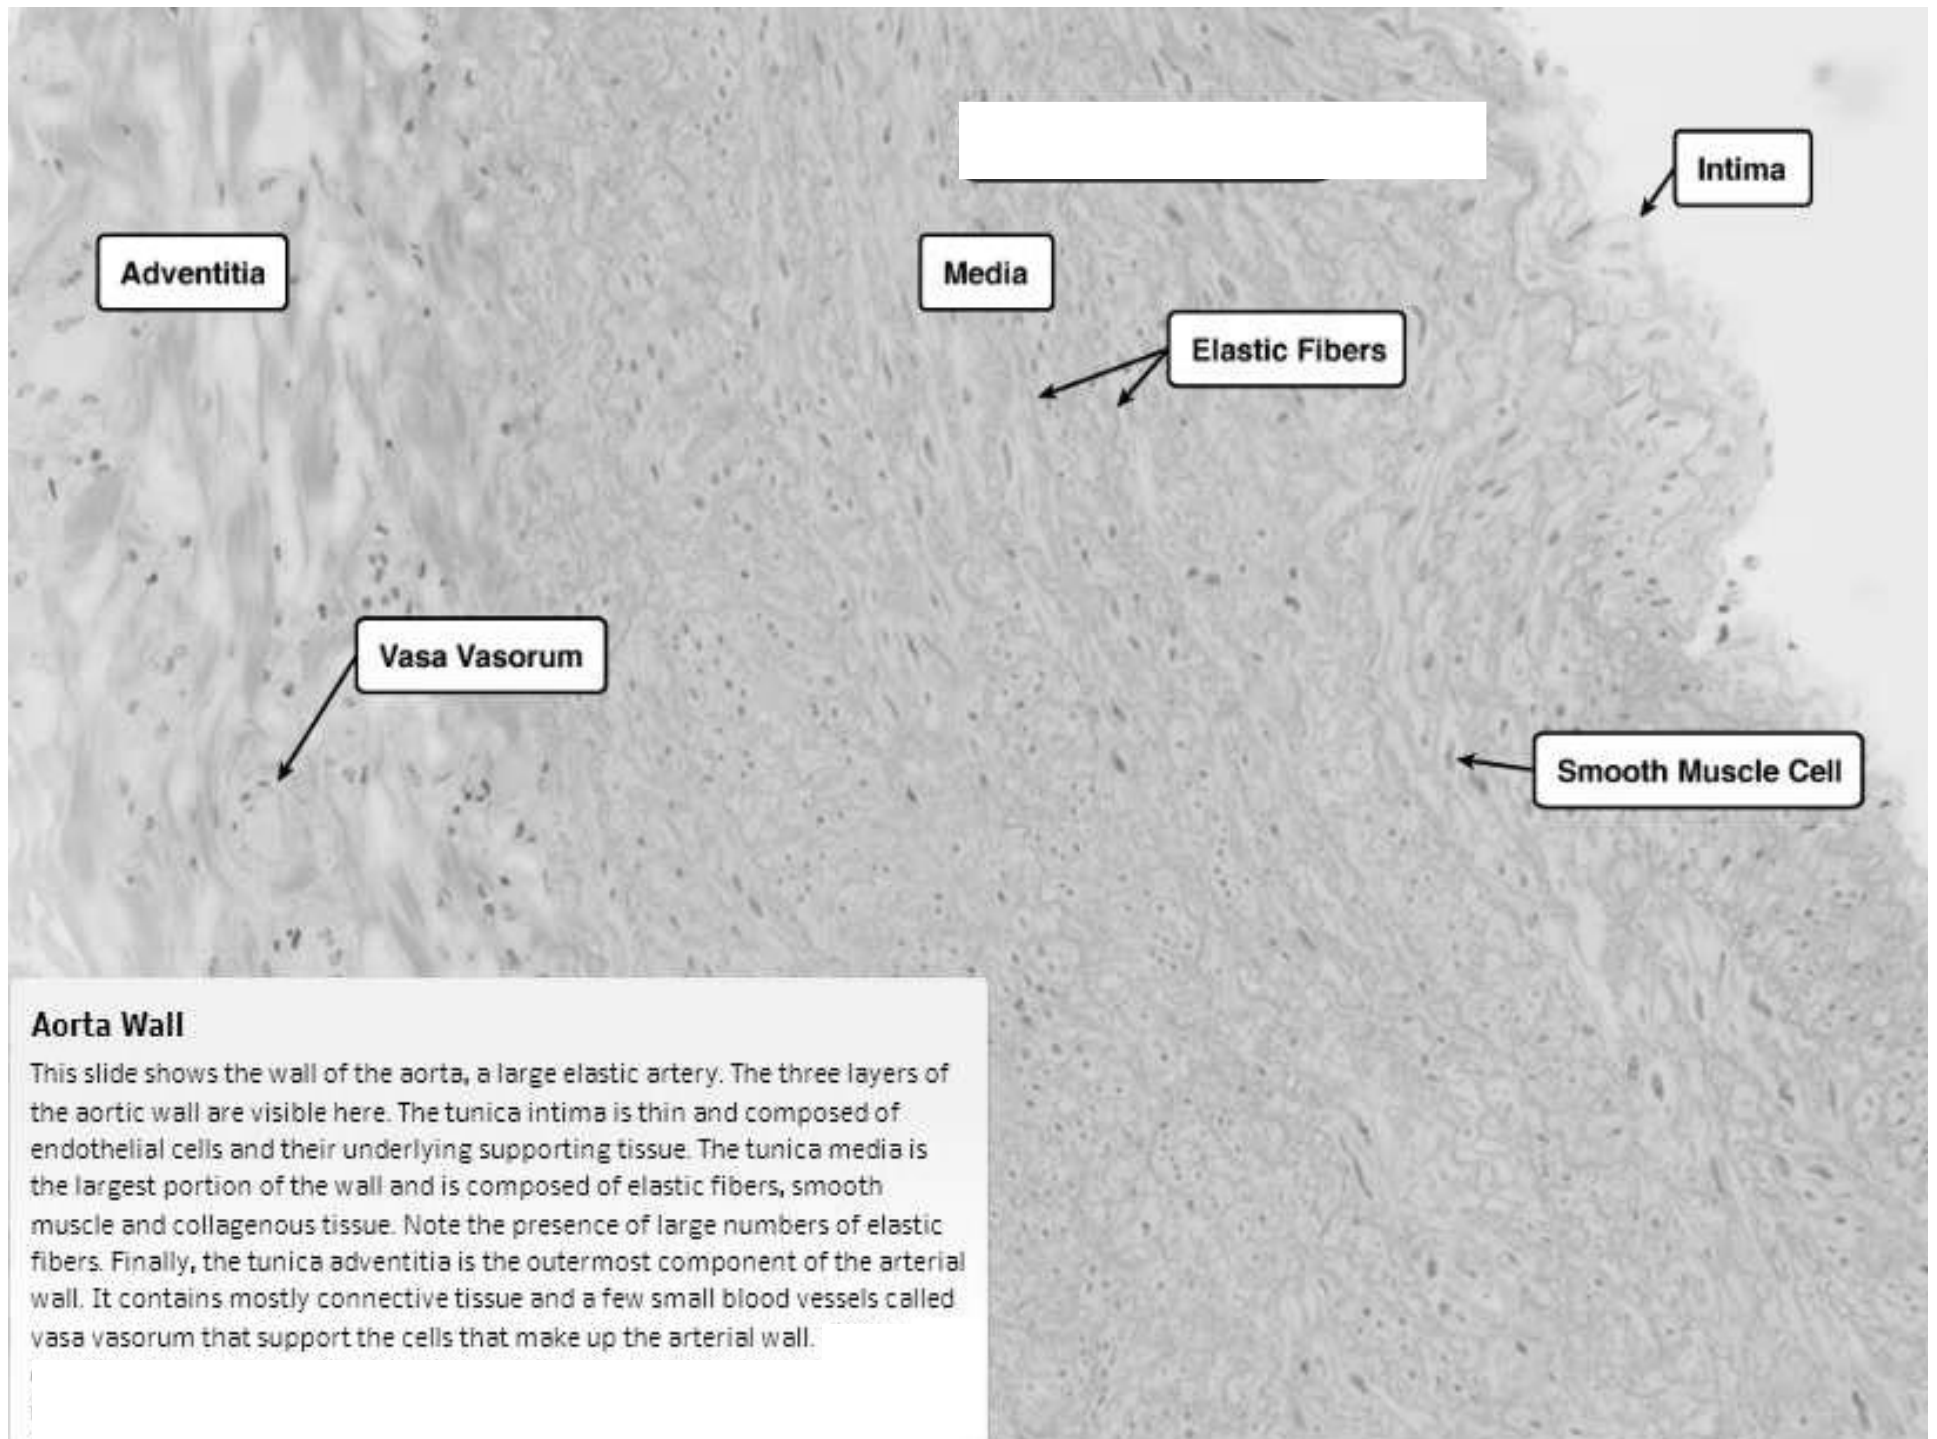 Intima
Adventitia
Media
Elastic Fibers
Vasa Vasorum
Smooth Muscle Cell
Aorta Wall
This slide shows the wall of the aorta, a large elastic artery. The three layers of
the aortic wall are visible here. The tunica intima is thin and composed of
endothelial cells and their underlying supporting tissue. The tunica media is
the largest portion of the wall and is composed of elastic fibers, smooth
muscle and collagenous tissue. Note the presence of large numbers of elastic
fibers. Finally, the tunica adventitia is the outermost component of the arterial
wall. It contains mostly connective tissue and a few small blood vessels called
vasa vasorum that support the cells that make up the arterial wall.